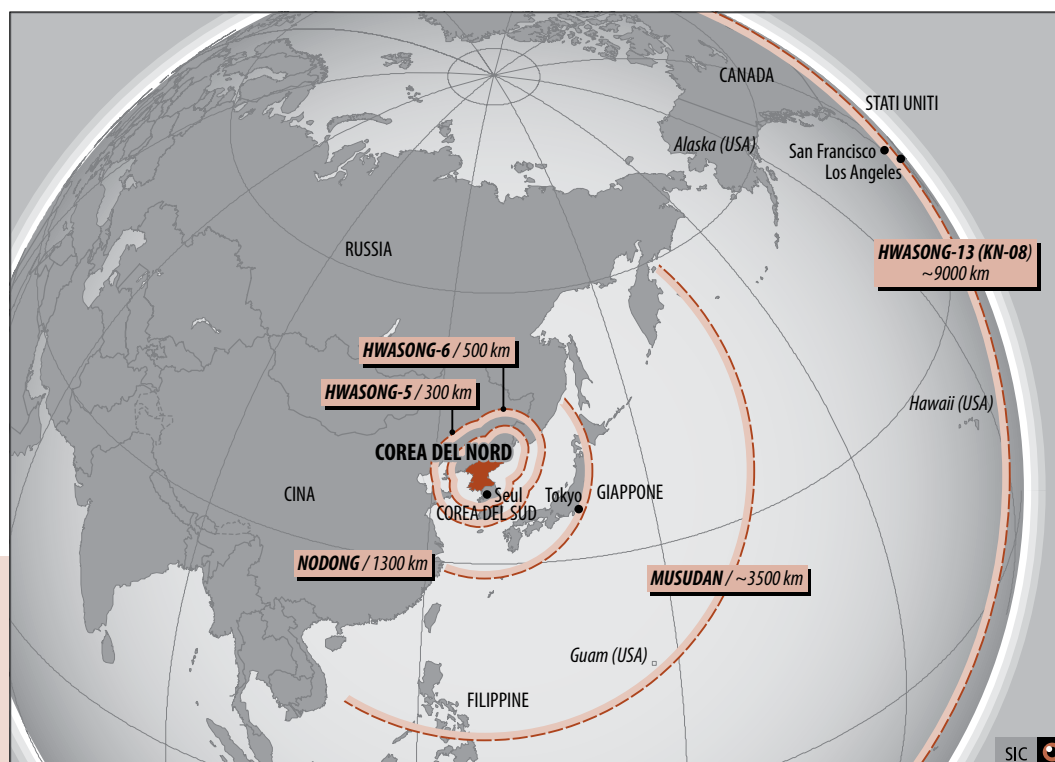 CANADA
STATI UNITI
Alaska (USA)
San Francisco
Los Angeles
RUSSIA
HWASONG-13 (KN-08)
~9000 km
HWASONG-6 / 500 km
HWASONG-5 / 300 km
Hawaii (USA)
COREA DEL NORD
CINA
Seul
Tokyo
GIAPPONE
COREA DEL SUD
NODONG / 1300 km
MUSUDAN / ~3500 km
Guam (USA)
FILIPPINE
SIC